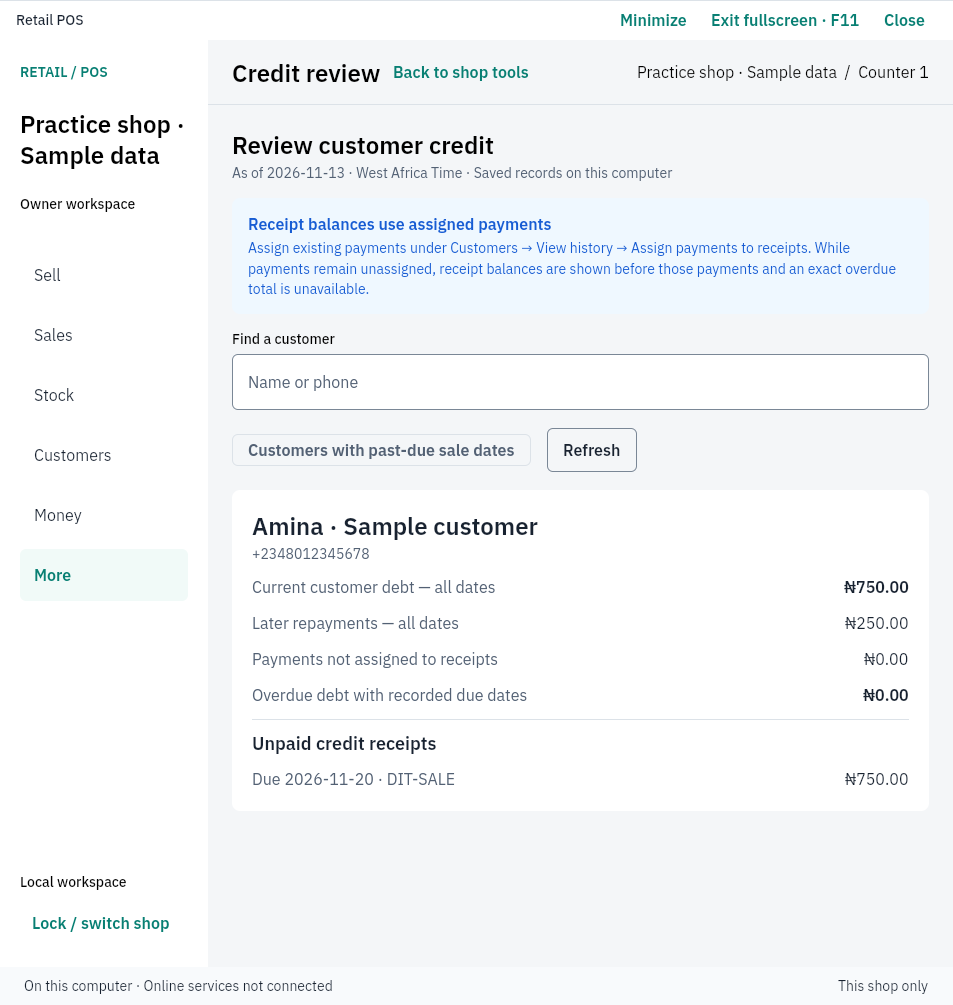 Retail POS
Minimize
Exit fullscreen · F11
Close
RETAIL / POS
Practice shop ·
Sample data
Owner workspace
Sell
Sales
Stock
Customers
Money
More
Local workspace
Lock / switch shop
Credit review
Back to shop tools
Practice shop · Sample data / Counter 1
Review customer credit
As of 2026-11-13 · West Africa Time · Saved records on this computer
Receipt balances use assigned payments
Assign existing payments under Customers → View history → Assign payments to receipts. While
payments remain unassigned, receipt balances are shown before those payments and an exact overdue
total is unavailable.
Find a customer
Name or phone
Customers with past-due sale dates
Refresh
Amina · Sample customer
+2348012345678
Current customer debt — all dates ₦750.00
Later repayments — all dates ₦250.00
Payments not assigned to receipts ₦0.00
Overdue debt with recorded due dates ₦0.00
Unpaid credit receipts
Due 2026-11-20 · DIT-SALE ₦750.00
On this computer · Online services not connected
This shop only